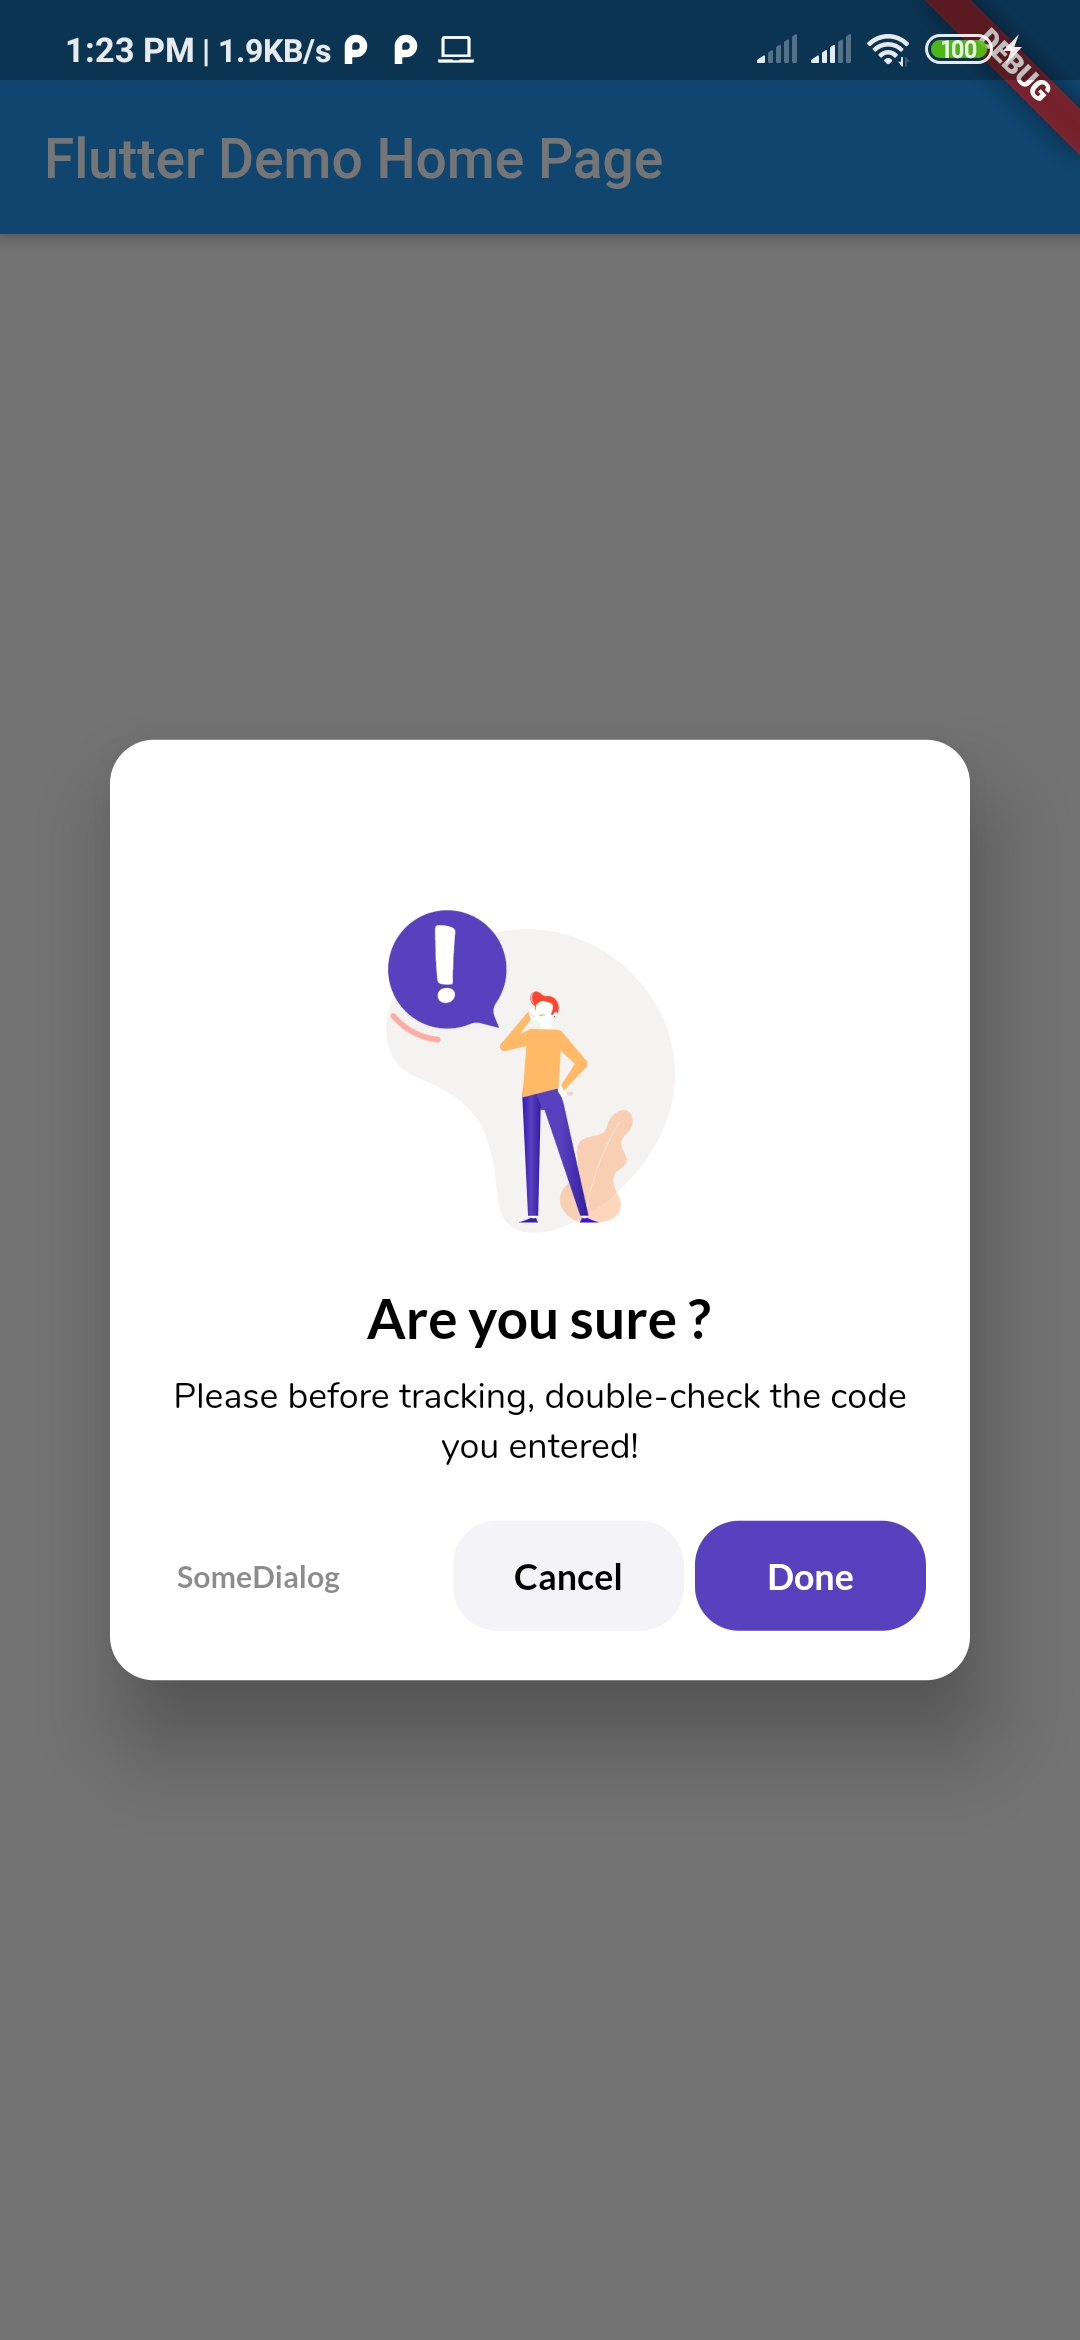 1:23 PM | 1.9KB/s
100
DEBUG
Flutter Demo Home Page
!
Are you sure ?
Please before tracking, double-check the code
you entered!
SomeDialog
Cancel
Done